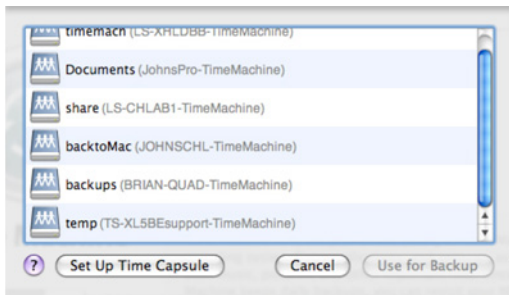 timemach (LS-XHLDBB-TimeMachine)
Documents (JohnsPro-TimeMachine)
share (LS-CHLAB1-TimeMachine)
backtoMac (JOHNSCHL-TimeMachine)
backups (BRIAN-QUAD-TimeMachine)
temp (TS-XL5BEsupport-TimeMachine)
? Set Up Time Capsule Cancel Use for Backup